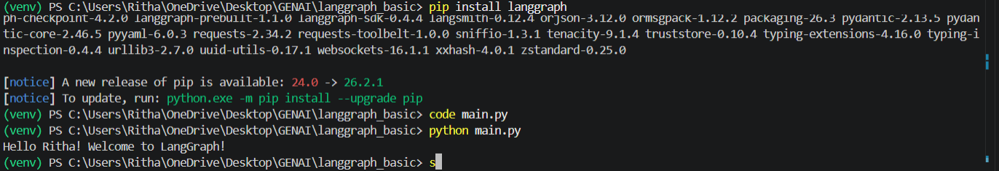 (venv) PS C:\Users\Ritha\OneDrive\Desktop\GENAI\langgraph_basic> pip install langgraph
ph-checkpoint-4.2.0 langgraph-prebuilt-1.1.0 langgraph-sdk-0.4.4 langsmith-0.12.4 orjson-3.12.0 ormsgpack-1.12.2 packaging-26.3 pydantic-2.13.5 pydan
tic-core-2.46.5 pyyaml-6.0.3 requests-2.34.2 requests-toolbelt-1.0.0 sniffio-1.3.1 tenacity-9.1.4 truststore-0.10.4 typing-extensions-4.16.0 typing-i
nspection-0.4.4 urllib3-2.7.0 uuid-utils-0.17.1 websockets-16.1.1 xxhash-4.0.1 zstandard-0.25.0
[notice] A new release of pip is available: 24.0 -> 26.2.1
[notice] To update, run: python.exe -m pip install --upgrade pip
(venv) PS C:\Users\Ritha\OneDrive\Desktop\GENAI\langgraph_basic> code main.py
(venv) PS C:\Users\Ritha\OneDrive\Desktop\GENAI\langgraph_basic> python main.py
Hello Ritha! Welcome to LangGraph!
(venv) PS C:\Users\Ritha\OneDrive\Desktop\GENAI\langgraph_basic> s